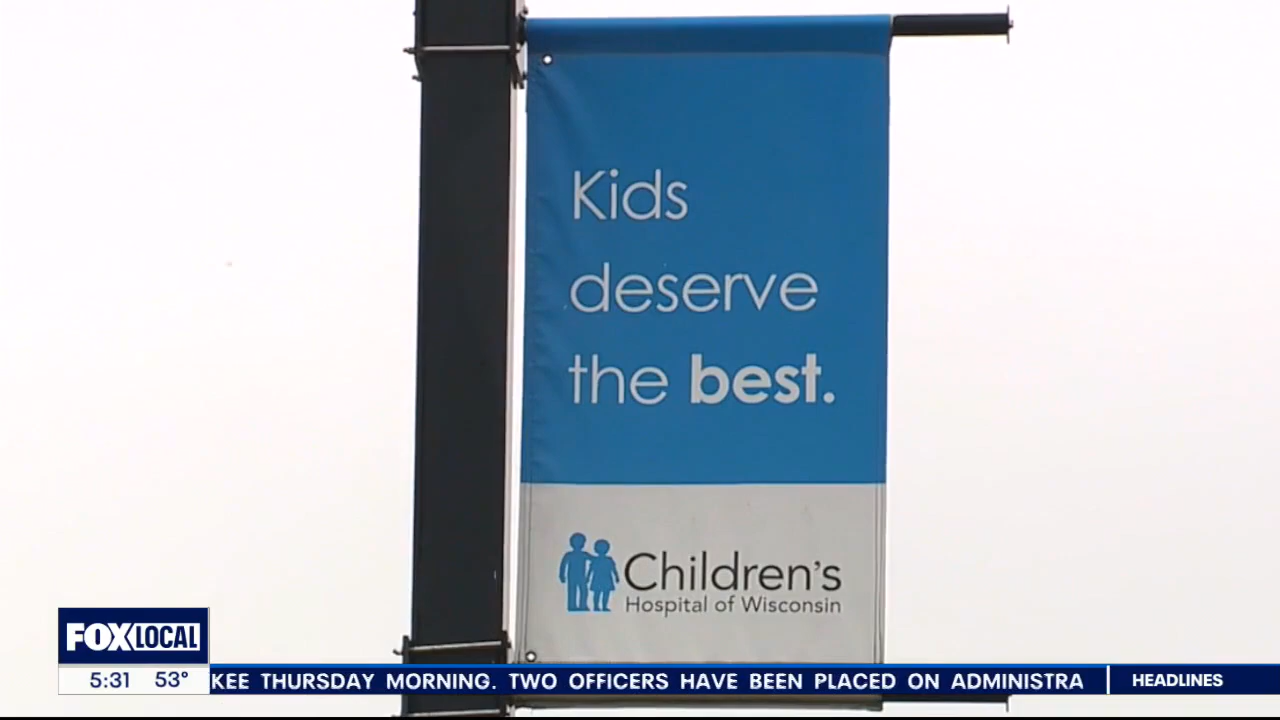 Kids
deserve
the best.
Children's
Hospital of Wisconsin
FOX LOCAL
5:31 53° KEE THURSDAY MORNING. TWO OFFICERS HAVE BEEN PLACED ON ADMINISTRA HEADLINES